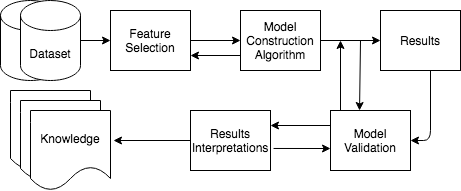 Dataset
Feature
Selection
Model
Construction
Algorithm
Results
Knowledge
Results
Interpretations
Model
Validation